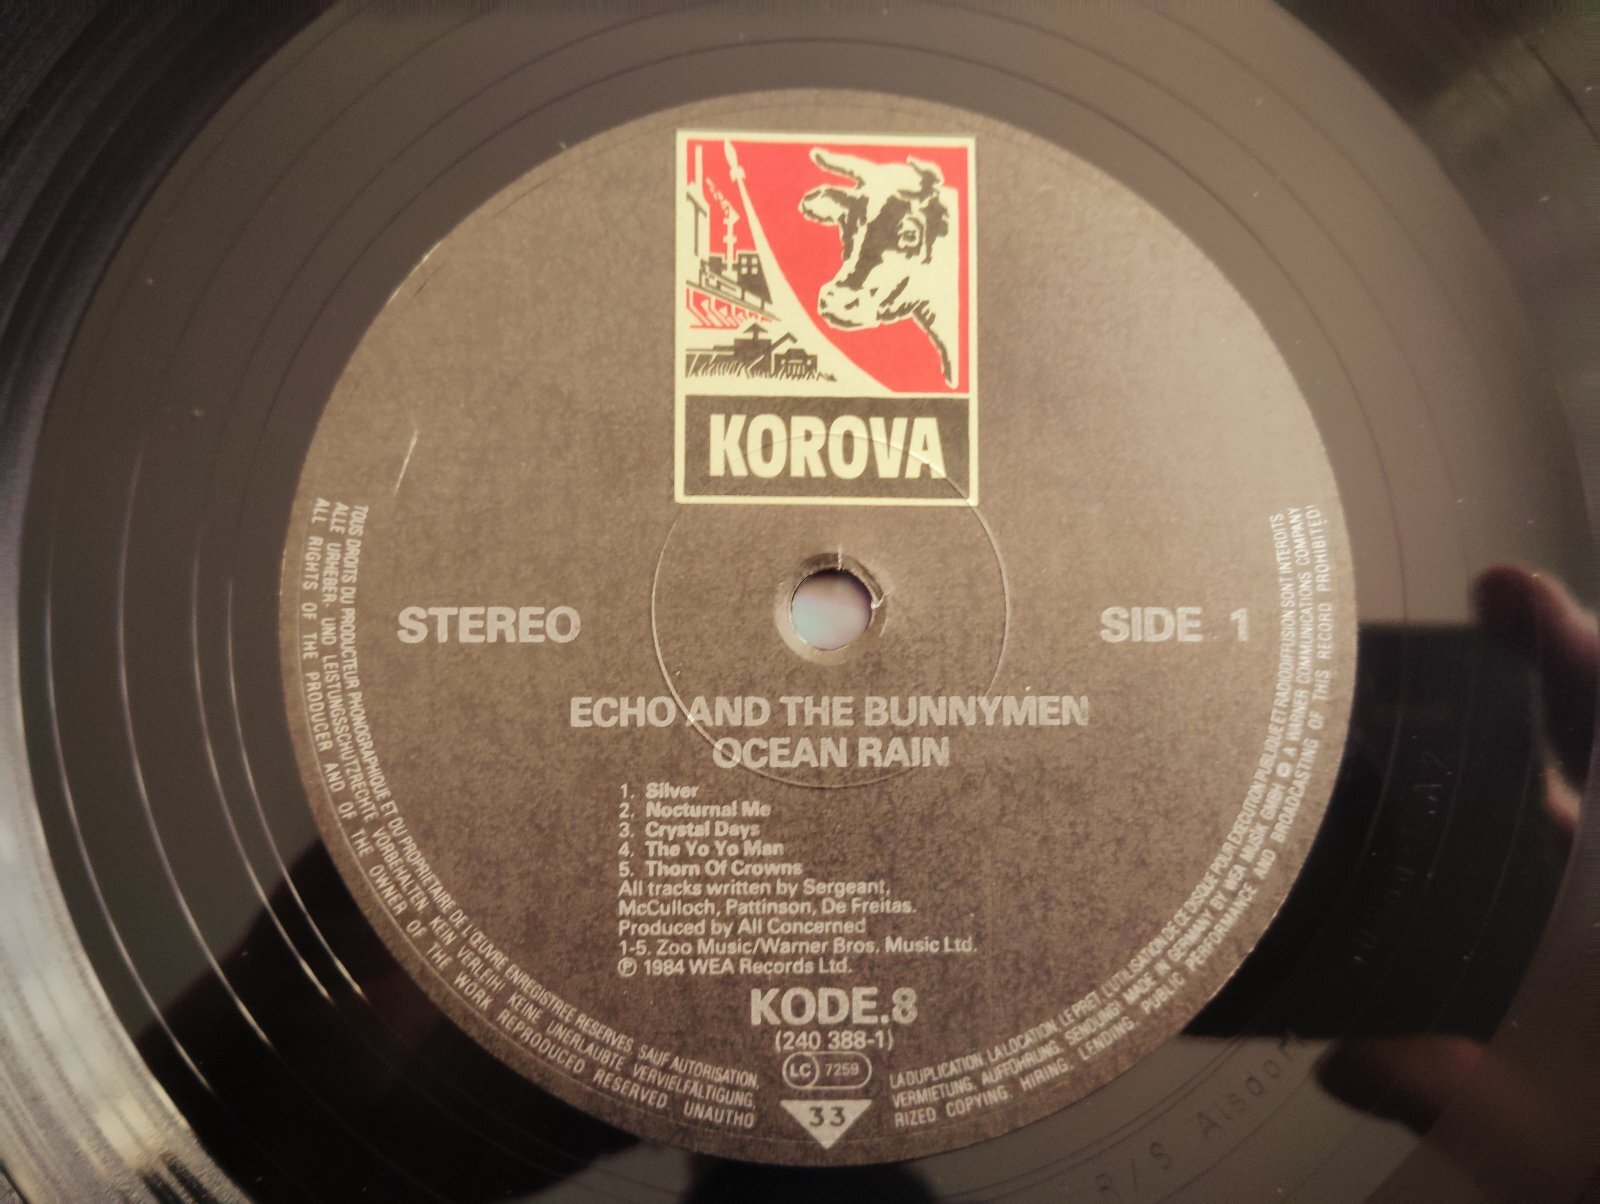 KOROVA
STEREO
SIDE 1
ECHO AND THE BUNNYMEN
OCEAN RAIN
1. Silver
2. Nocturnal Me
3. Crystal Days
4. The Yo Yo Man
5. Thorn Of Crowns
All tracks written by Sergeant,
McCulloch, Pattinson, De Freitas.
Produced by All Concerned
1-5. Zoo Music/Warner Bros. Music Ltd.
℗ 1984 WEA Records Ltd.
KODE.8
(240 388-1)
LC 7259
33
TOUS DROITS DU PRODUCTEUR PHONOGRAPHIQUE ET DU PROPRIETAIRE DE L'ŒUVRE ENREGISTREE RESERVES. SAUF AUTORISATION, LA DUPLICATION, LA LOCATION, LE PRET, L'UTILISATION DE CE DISQUE POUR EXECUTION PUBLIQUE ET RADIODIFFUSION SONT INTERDITS
ALLE URHEBER- UND LEISTUNGSSCHUTZRECHTE VORBEHALTEN. KEIN VERLEIH! KEINE UNERLAUBTE VERVIELFÄLTIGUNG, VERMIETUNG, AUFFÜHRUNG, SENDUNG! MADE IN GERMANY BY WEA MUSIK GMBH A WARNER COMMUNICATIONS COMPANY
ALL RIGHTS OF THE PRODUCER AND OF THE OWNER OF THE WORK REPRODUCED RESERVED UNAUTHORIZED COPYING, HIRING, LENDING, PUBLIC PERFORMANCE AND BROADCASTING OF THIS RECORD PROHIBITED!
R/S Alsdorf